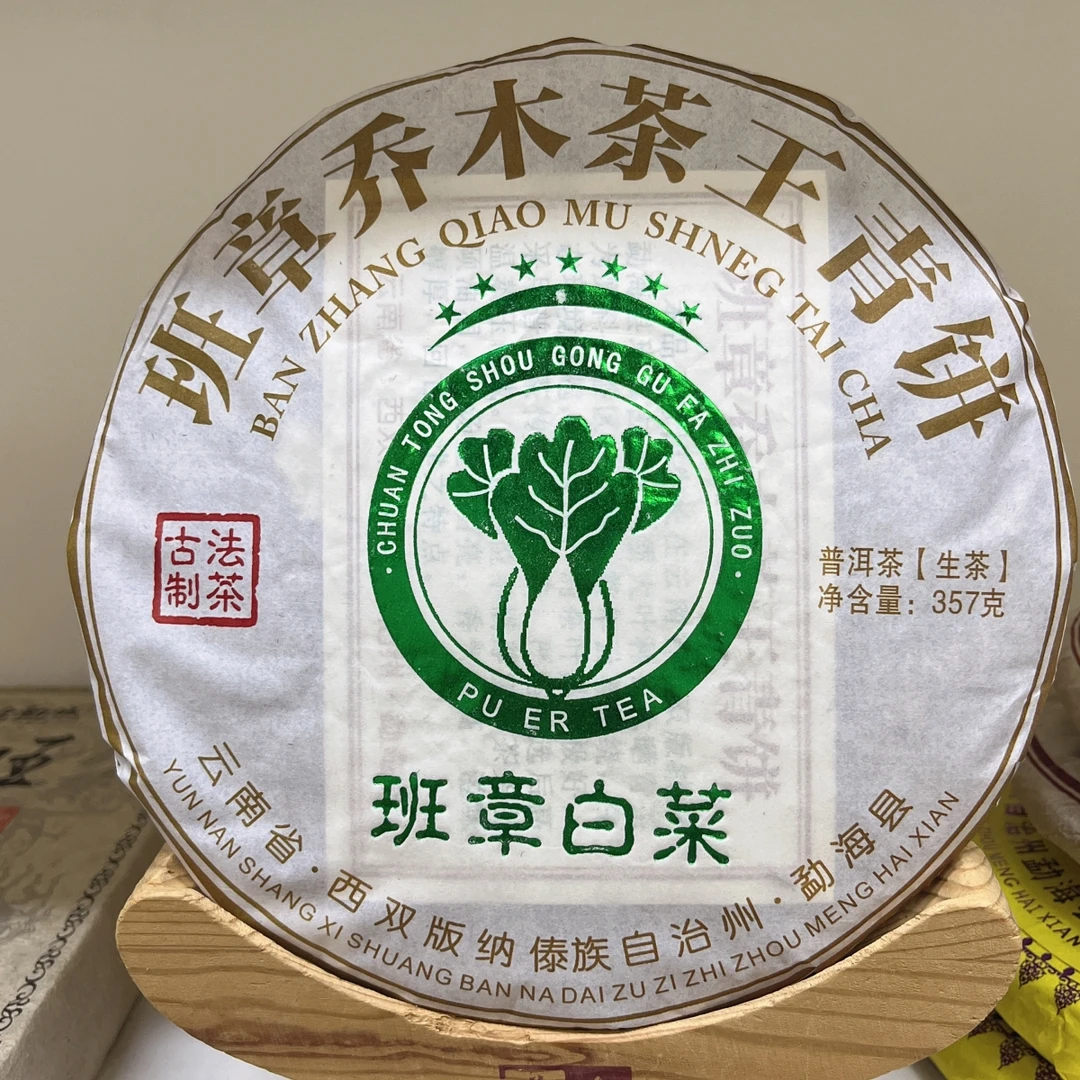 班章乔木茶王青饼
BAN ZHANG QIAO MU SHNEG TAI CHA
CHUAN TONG SHOU GONG GU FA ZHI ZUO
PU ER TEA
古法
制茶
普洱茶【生茶】
净含量：357克
班章白菜
云南省·西双版纳傣族自治州·勐海县
YUN NAN SHANG XI SHUANG BAN NA DAI ZU ZI ZHI ZHOU MENG HAI XIAN
MENG HAI XIAN